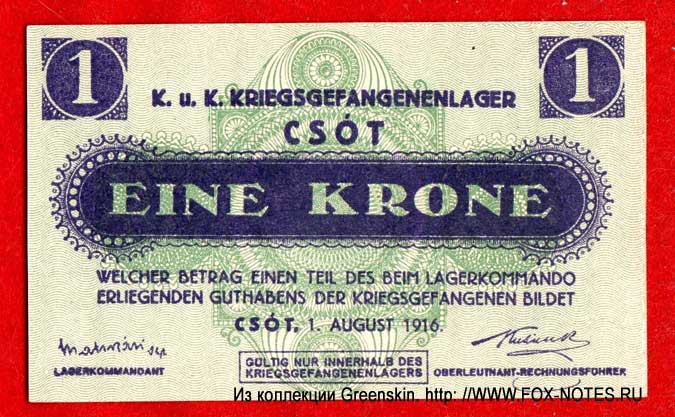 1 1
K. u. K. KRIEGSGEFANGENENLAGER
CSÓT
EINE KRONE
WELCHER BETRAG EINEN TEIL DES BEIM LAGERKOMMANDO
ERLIEGENDEN GUTHABENS DER KRIEGSGEFANGENEN BILDET
CSÓT, 1. AUGUST 1916.
LAGERKOMMANDANT
GÜLTIG NUR INNERHALB DES
KRIEGSGEFANGENENLAGERS
OBERLEUTNANT-RECHNUNGSFÜHRER
Из коллекции Greenskin, http: //WWW.FOX-NOTES.RU